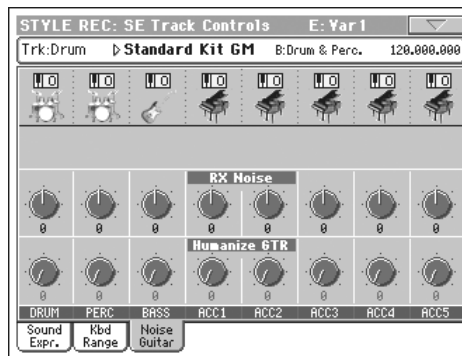 STYLE REC: SE Track Controls E: Var1
Trk:Drum Standard Kit GM B:Drum & Perc. 120.000.000
RX Noise
0 0 0 0 0 0 0 0
Humanize GTR
0 0 0 0 0 0 0 0
DRUM PERC BASS ACC1 ACC2 ACC3 ACC4 ACC5
Sound Expr. Kbd Range Noise Guitar